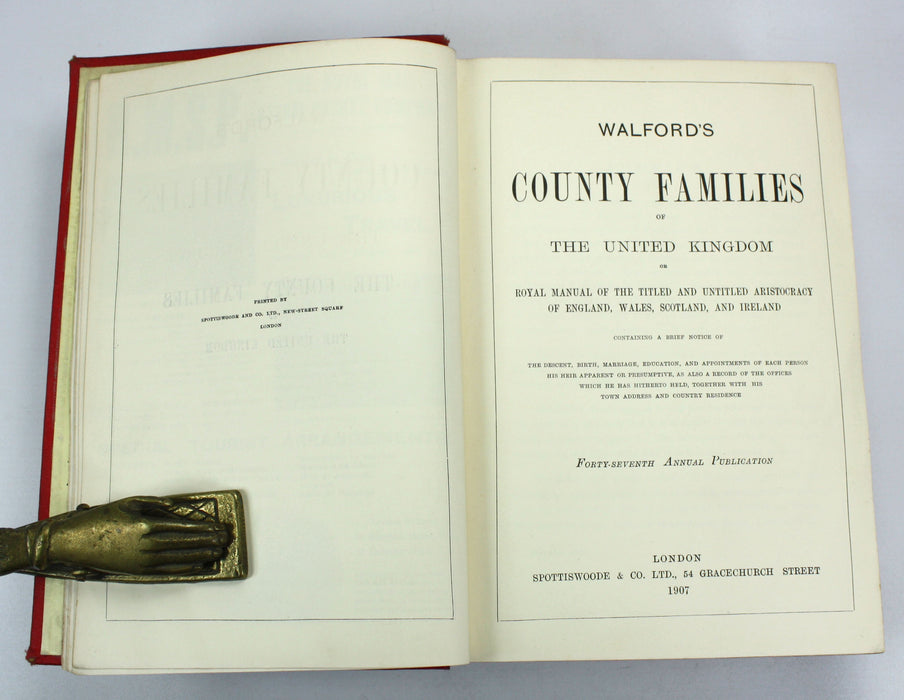 PRINTED BY
SPOTTISWOODE AND CO. LTD., NEW-STREET SQUARE
LONDON
WALFORD'S
COUNTY FAMILIES
OF
THE UNITED KINGDOM
OR
ROYAL MANUAL OF THE TITLED AND UNTITLED ARISTOCRACY
OF ENGLAND, WALES, SCOTLAND, AND IRELAND
CONTAINING A BRIEF NOTICE OF
THE DESCENT, BIRTH, MARRIAGE, EDUCATION, AND APPOINTMENTS OF EACH PERSON
HIS HEIR APPARENT OR PRESUMPTIVE, AS ALSO A RECORD OF THE OFFICES
WHICH HE HAS HITHERTO HELD, TOGETHER WITH HIS
TOWN ADDRESS AND COUNTRY RESIDENCE
FORTY-SEVENTH ANNUAL PUBLICATION
LONDON
SPOTTISWOODE & CO. LTD., 54 GRACECHURCH STREET
1907